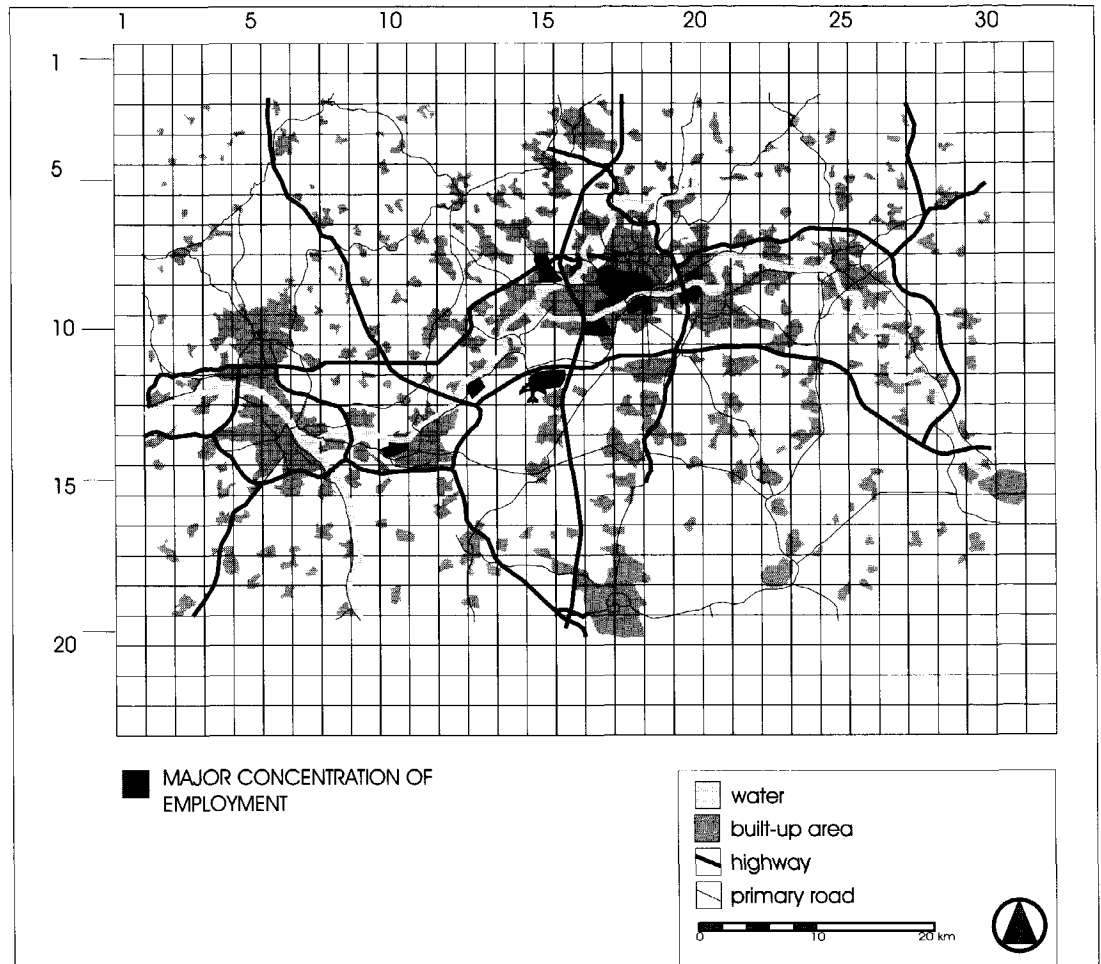 1 5 10 15 20 25 30
1
5
10
15
20
MAJOR CONCENTRATION OF
EMPLOYMENT
water
built-up area
highway
primary road
0 10 20 km